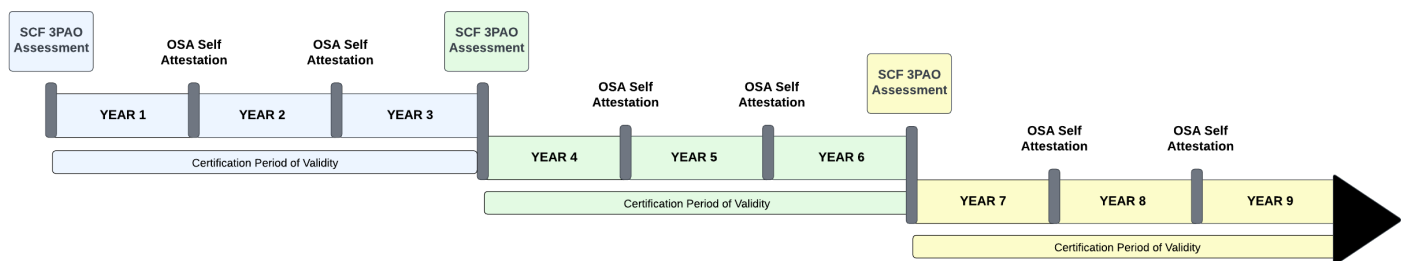 SCF 3PAO
Assessment
OSA Self
Attestation
OSA Self
Attestation
YEAR 1
YEAR 2
YEAR 3
Certification Period of Validity
SCF 3PAO
Assessment
OSA Self
Attestation
OSA Self
Attestation
YEAR 4
YEAR 5
YEAR 6
Certification Period of Validity
SCF 3PAO
Assessment
OSA Self
Attestation
OSA Self
Attestation
YEAR 7
YEAR 8
YEAR 9
Certification Period of Validity